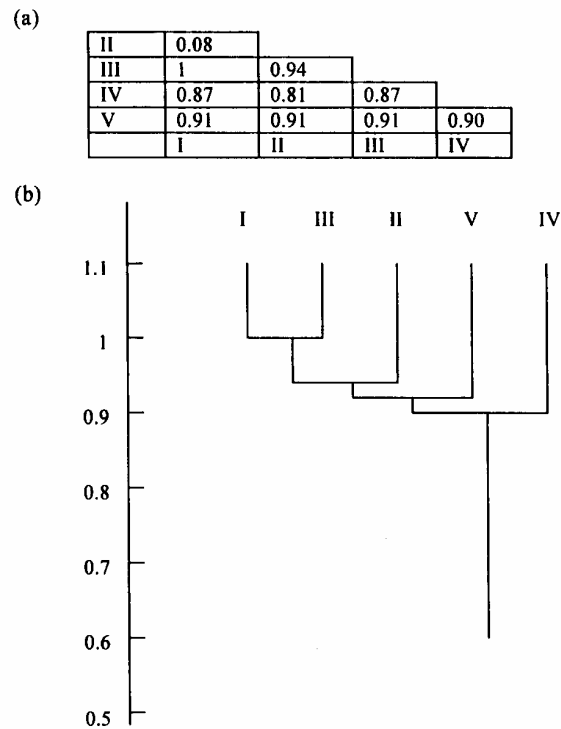 (a)
II 0.08
III 1 0.94
IV 0.87 0.81 0.87
V 0.91 0.91 0.91 0.90
I II III IV
(b)
I III II V IV
1.1
1
0.9
0.8
0.7
0.6
0.5